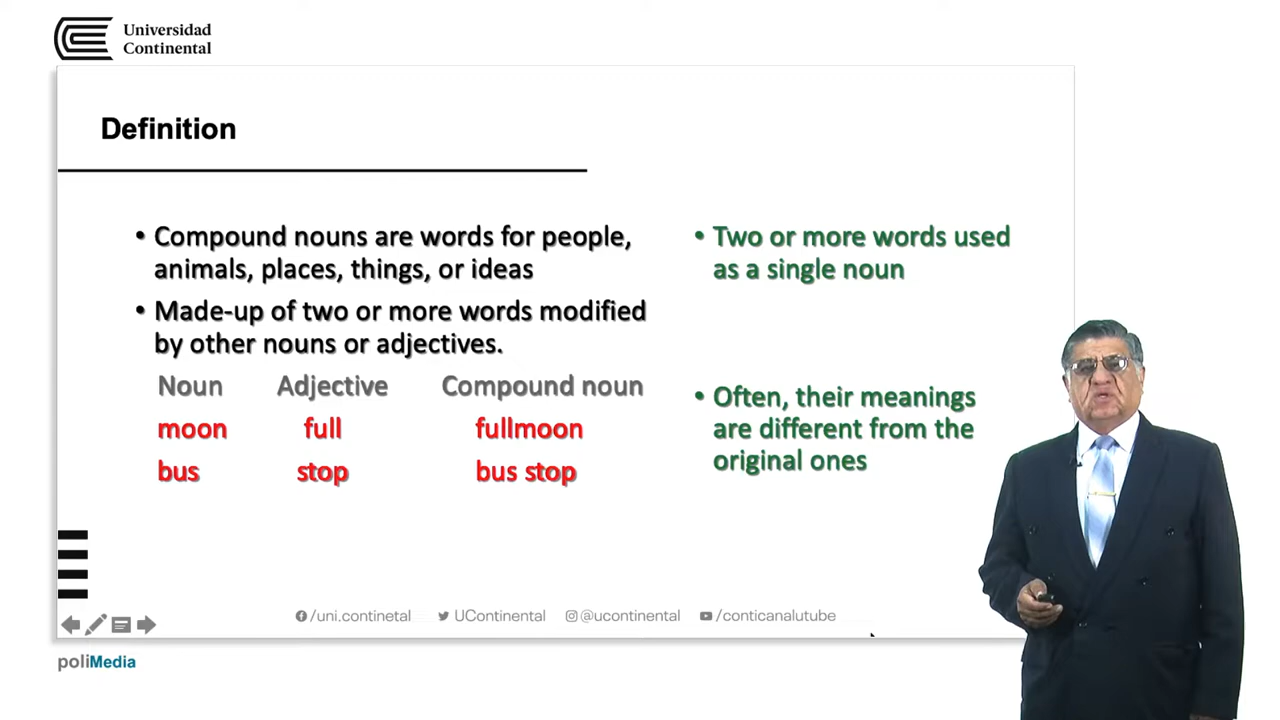 Universidad
Continental
Definition
• Compound nouns are words for people,
animals, places, things, or ideas
• Made-up of two or more words modified
by other nouns or adjectives.
Noun Adjective Compound noun
moon full fullmoon
bus stop bus stop
• Two or more words used
as a single noun
• Often, their meanings
are different from the
original ones
/uni.continetal UContinental @ucontinental /conticanalutube
poliMedia